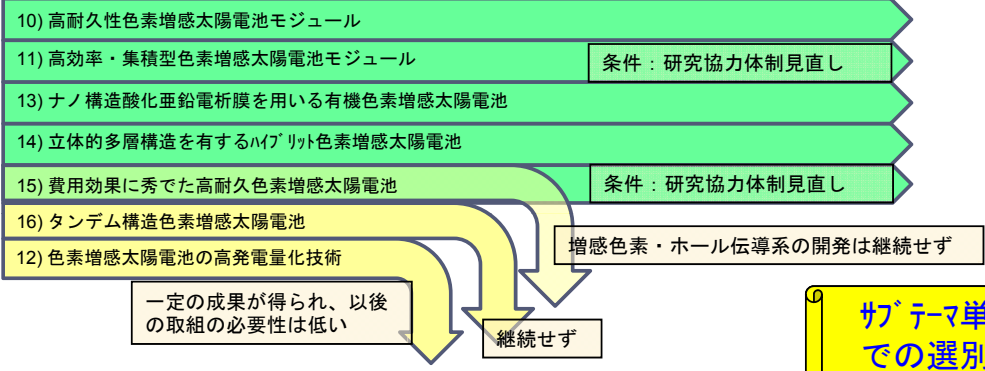 10) 高耐久性色素増感太陽電池モジュール
11) 高効率・集積型色素増感太陽電池モジュール
条件：研究協力体制見直し
13) ナノ構造酸化亜鉛電析膜を用いる有機色素増感太陽電池
14) 立体的多層構造を有するﾊｲﾌﾞﾘｯﾄ色素増感太陽電池
15) 費用効果に秀でた高耐久色素増感太陽電池
条件：研究協力体制見直し
16) タンデム構造色素増感太陽電池
増感色素・ホール伝導系の開発は継続せず
12) 色素増感太陽電池の高発電量化技術
一定の成果が得られ、以後
の取組の必要性は低い
継続せず
ｻﾌﾞﾃｰﾏ単
での選別